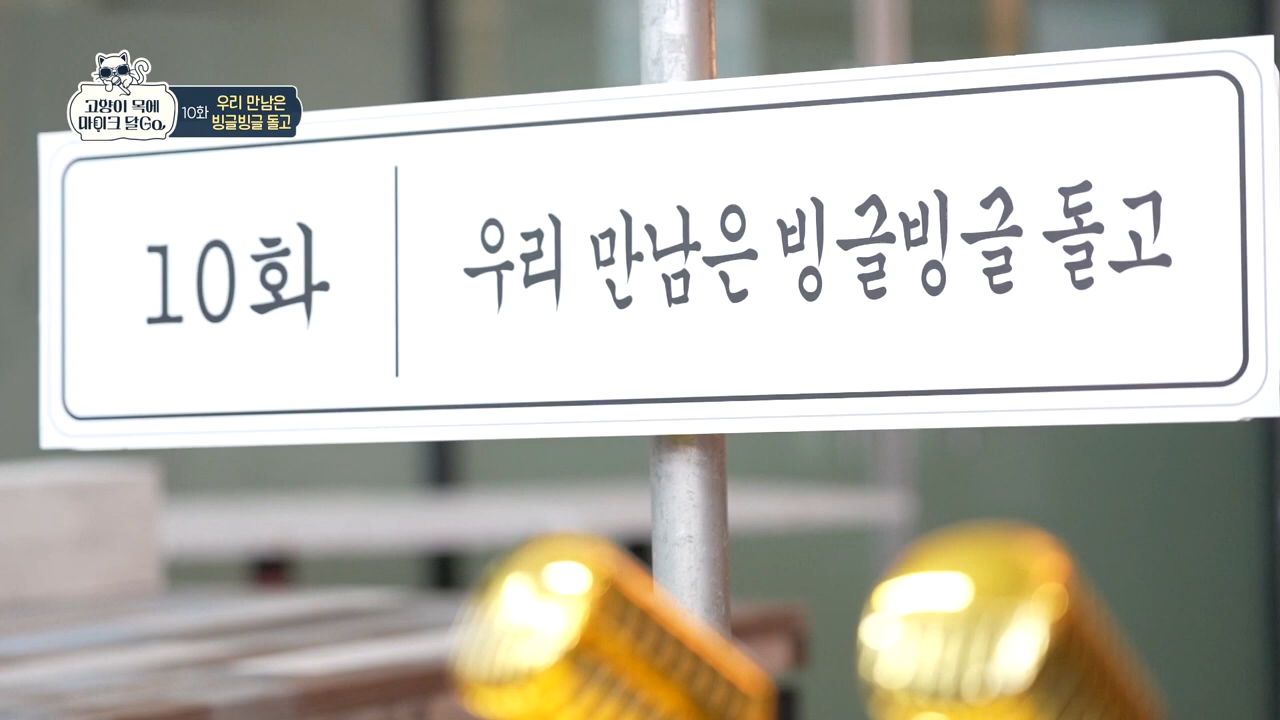 고양이 목에
마이크 달Go
10화
우리 만남은
빙글빙글 돌고
10화
우리 만남은 빙글빙글 돌고